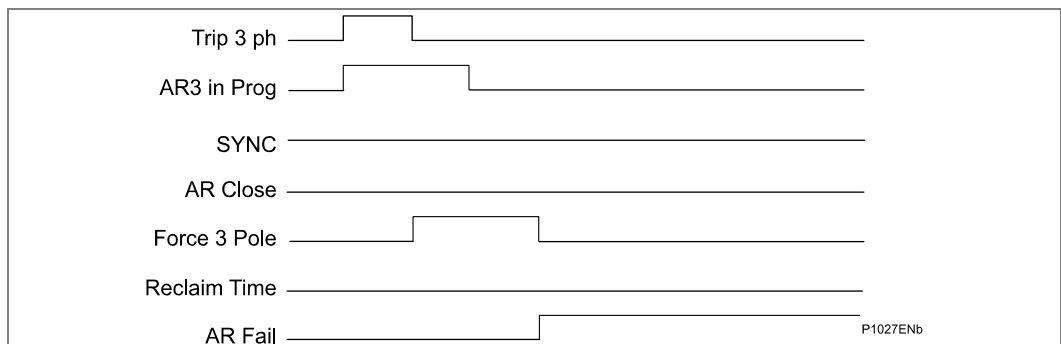 Trip 3 ph
AR3 in Prog
SYNC
AR Close
Force 3 Pole
Reclaim Time
AR Fail
P1027ENb